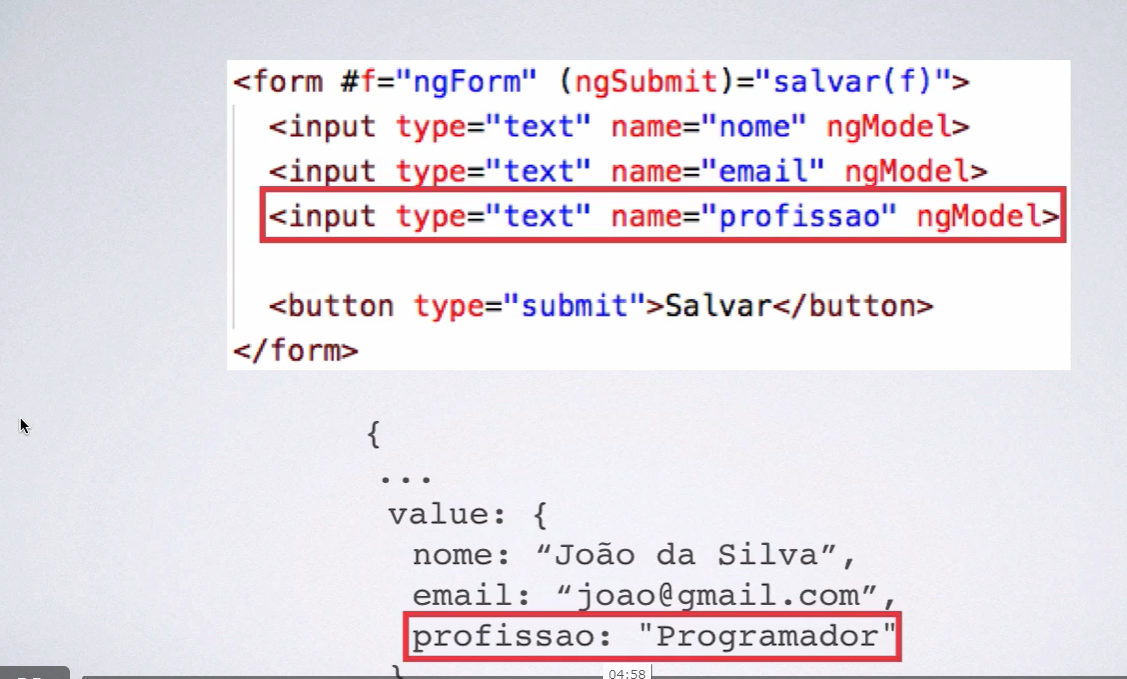 <form #f="ngForm" (ngSubmit)="salvar(f)">
<input type="text" name="nome" ngModel>
<input type="text" name="email" ngModel>
<input type="text" name="profissao" ngModel>
<button type="submit">Salvar</button>
</form>
{
...
value: {
nome: “João da Silva”,
email: “joao@gmail.com”,
profissao: "Programador"
}
04:58